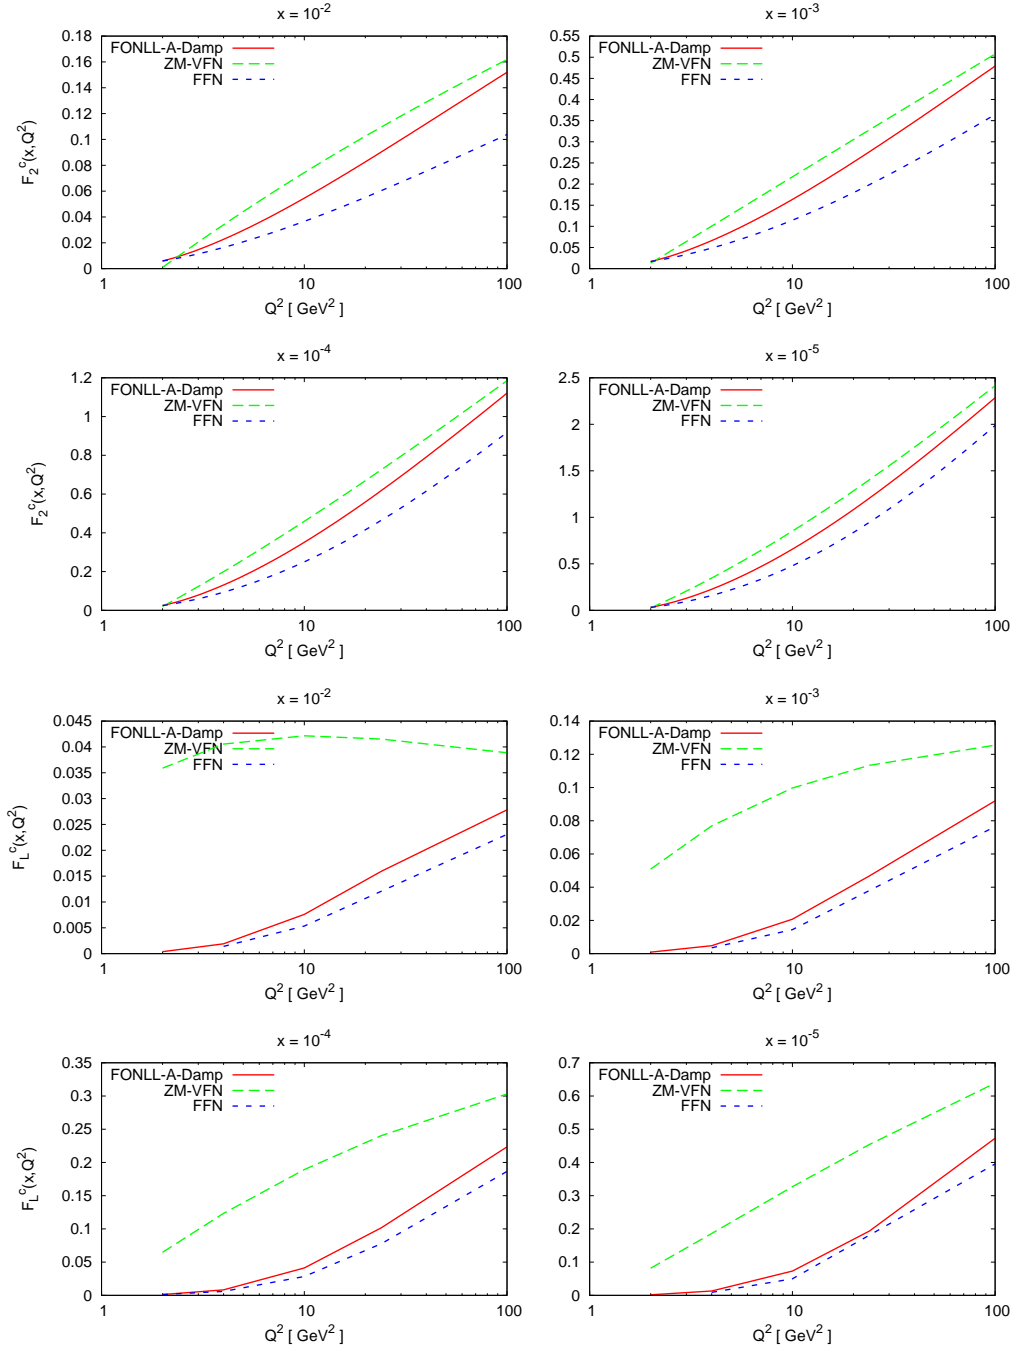 x = 10^-2
0.18
0.16
0.14
0.12
0.1
0.08
0.06
0.04
0.02
0
FONLL-A-Damp
ZM-VFN
FFN
F_2^c(x,Q^2)
1 10 100
Q^2 [ GeV^2 ]
x = 10^-3
0.55
0.5
0.45
0.4
0.35
0.3
0.25
0.2
0.15
0.1
0.05
0
FONLL-A-Damp
ZM-VFN
FFN
1 10 100
Q^2 [ GeV^2 ]
x = 10^-4
1.2
1
0.8
0.6
0.4
0.2
0
FONLL-A-Damp
ZM-VFN
FFN
F_2^c(x,Q^2)
1 10 100
Q^2 [ GeV^2 ]
x = 10^-5
2.5
2
1.5
1
0.5
0
FONLL-A-Damp
ZM-VFN
FFN
1 10 100
Q^2 [ GeV^2 ]
x = 10^-2
0.045
0.04
0.035
0.03
0.025
0.02
0.015
0.01
0.005
0
FONLL-A-Damp
ZM-VFN
FFN
F_L^c(x,Q^2)
1 10 100
Q^2 [ GeV^2 ]
x = 10^-3
0.14
0.12
0.1
0.08
0.06
0.04
0.02
0
FONLL-A-Damp
ZM-VFN
FFN
1 10 100
Q^2 [ GeV^2 ]
x = 10^-4
0.35
0.3
0.25
0.2
0.15
0.1
0.05
0
FONLL-A-Damp
ZM-VFN
FFN
F_L^c(x,Q^2)
1 10 100
Q^2 [ GeV^2 ]
x = 10^-5
0.7
0.6
0.5
0.4
0.3
0.2
0.1
0
FONLL-A-Damp
ZM-VFN
FFN
1 10 100
Q^2 [ GeV^2 ]